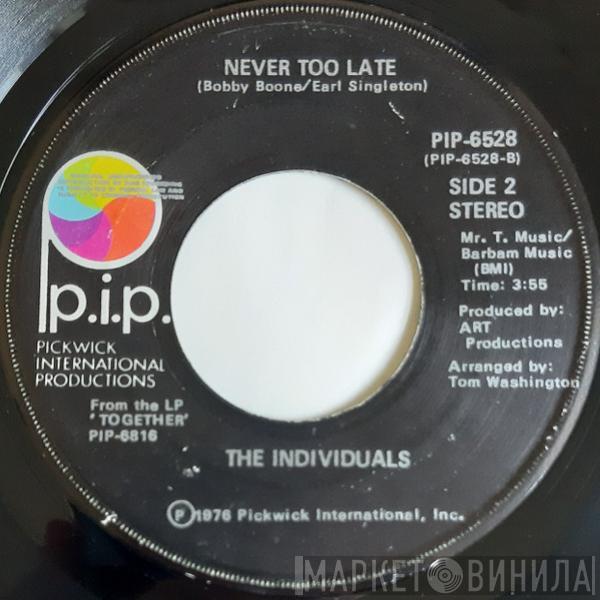 NEVER TOO LATE
(Bobby Boone/Earl Singleton)
PIP-6528
(PIP-6528-B)
SIDE 2
STEREO
Mr. T. Music/
Barbam Music
(BMI)
Time: 3:55
Produced by:
ART
Productions
Arranged by:
Tom Washington
p.i.p.
PICKWICK
INTERNATIONAL
PRODUCTIONS
From the LP
'TOGETHER'
PIP-6816
THE INDIVIDUALS
℗1976 Pickwick International, Inc.
МАРКЕТ ВИНИЛА